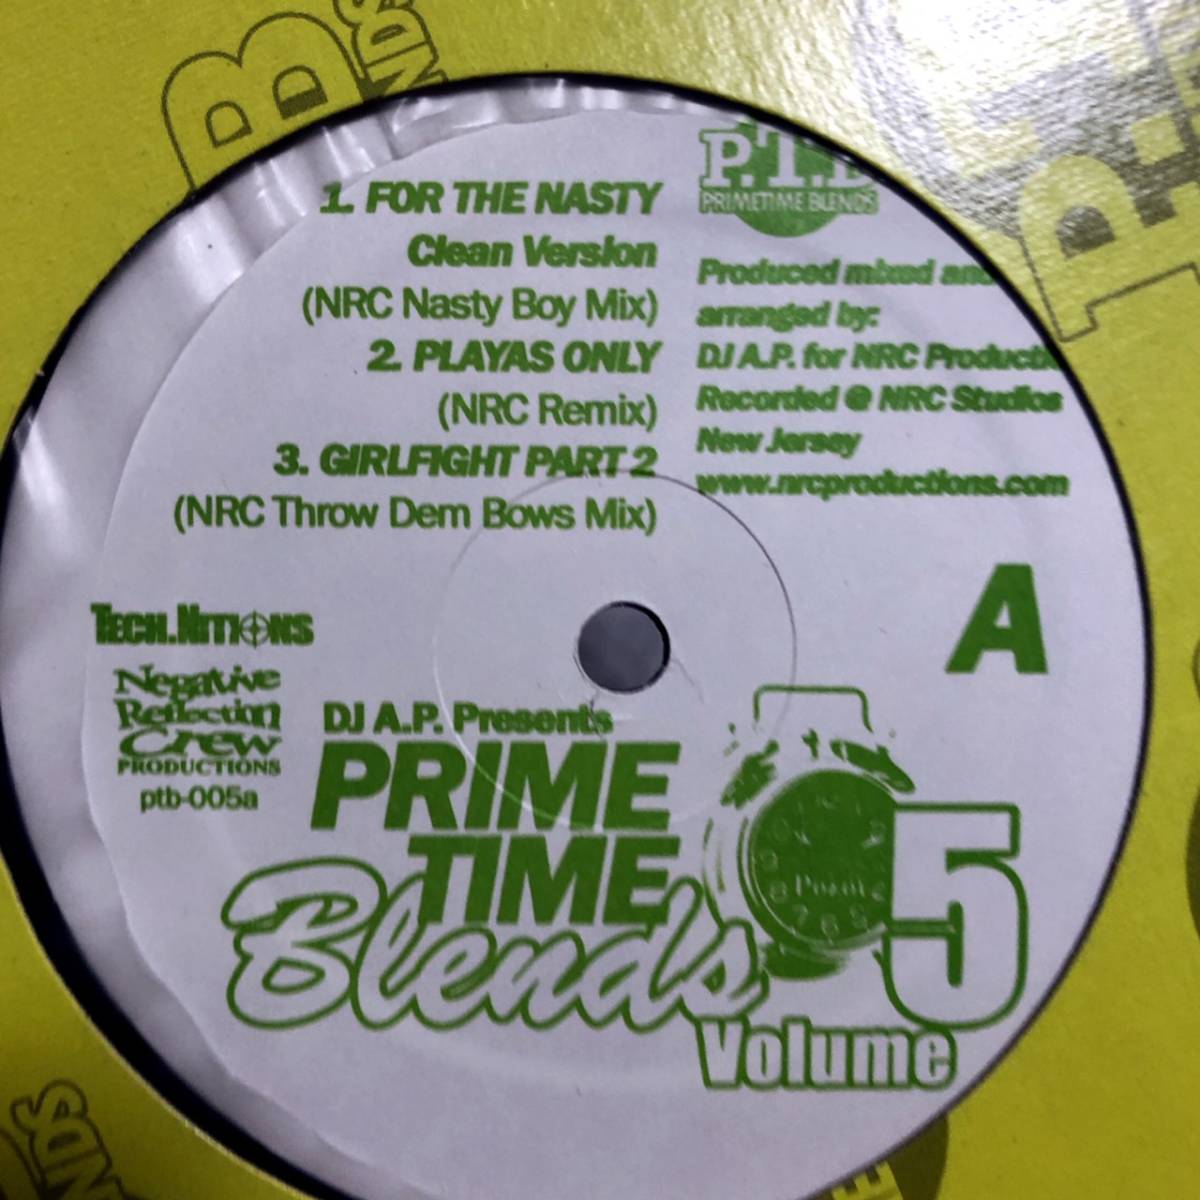 1. FOR THE NASTY
Clean Version
(NRC Nasty Boy Mix)
2. PLAYAS ONLY
(NRC Remix)
3. GIRLFIGHT PART 2
(NRC Throw Dem Bows Mix)
P.T.B
PRIMETIME BLENDS
Produced mixed and
arranged by:
DJ A.P. for NRC Producti
Recorded @ NRC Studios
New Jersey
www.nrcproductions.com
A
TECH.NITIONS
Negative
Reflection
Crew
PRODUCTIONS
ptb-005a
DJ A.P. Presents
PRIME
TIME
Blends
5
Volume
B
NDS
P.T
NDS